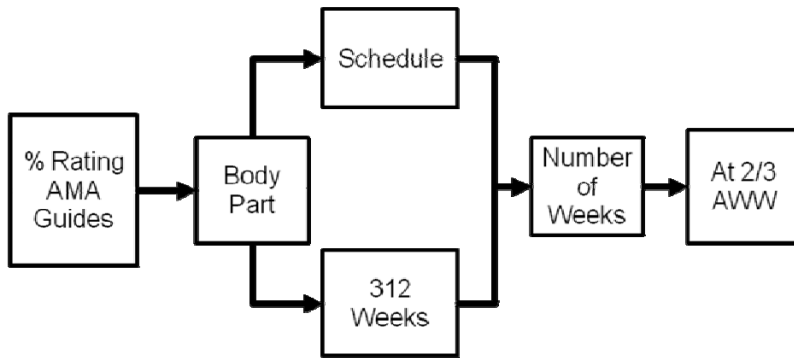 % Rating
AMA
Guides
Body
Part
Schedule
312
Weeks
Number
of
Weeks
At 2/3
AWW